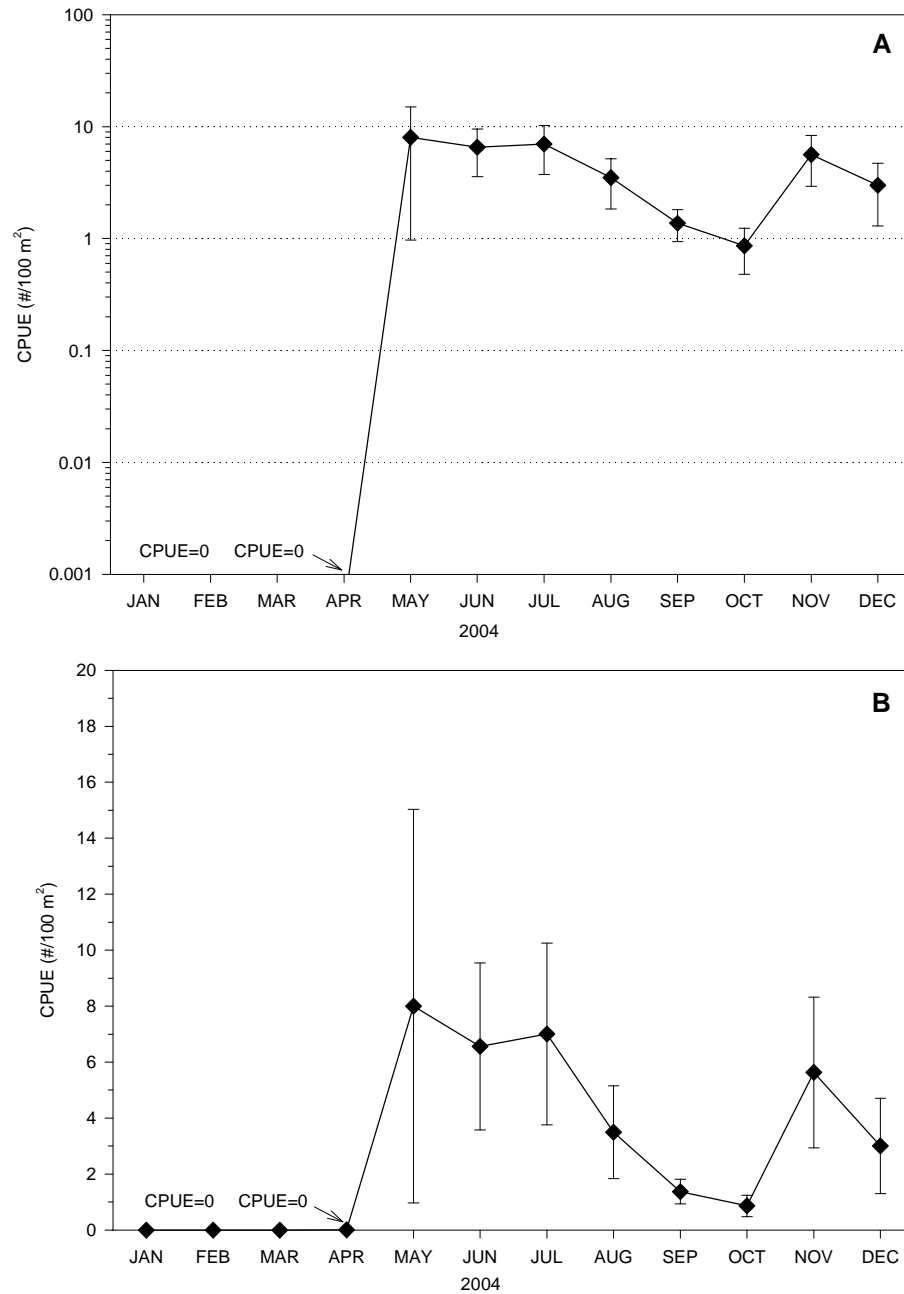 A
100
10
1
0.1
0.01
0.001
CPUE (#/100 m²)
CPUE=0 CPUE=0
JAN FEB MAR APR MAY JUN JUL AUG SEP OCT NOV DEC
2004
B
20
18
16
14
12
10
8
6
4
2
0
CPUE (#/100 m²)
CPUE=0 CPUE=0
JAN FEB MAR APR MAY JUN JUL AUG SEP OCT NOV DEC
2004